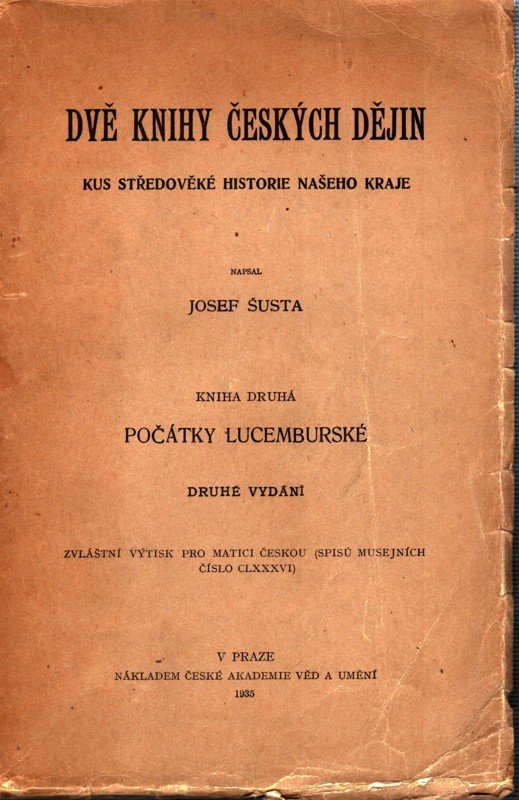 DVĚ KNIHY ČESKÝCH DĚJIN
KUS STŘEDOVĚKÉ HISTORIE NAŠEHO KRAJE
NAPSAL
JOSEF ŠUSTA
KNIHA DRUHÁ
POČÁTKY LUCEMBURSKÉ
DRUHÉ VYDÁNÍ
ZVLÁŠTNÍ VÝTISK PRO MATICI ČESKOU (SPISŮ MUSEJNÍCH
ČÍSLO CLXXXVI)
V PRAZE
NÁKLADEM ČESKÉ AKADEMIE VĚD A UMĚNÍ
1935